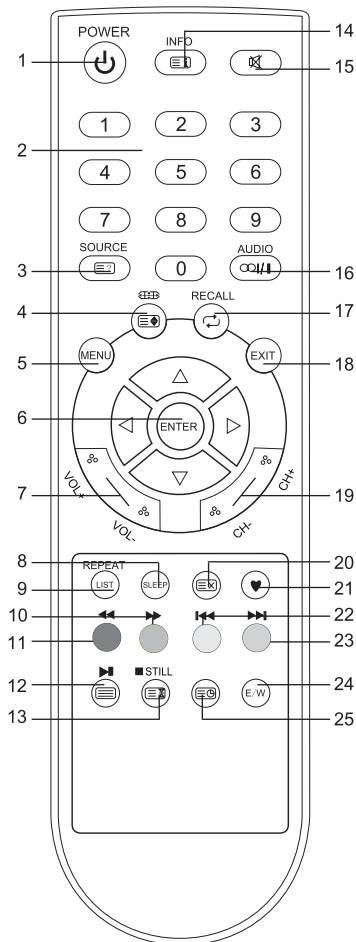 POWER
INFO
14
1
15
1 2 3
2
4 5 6
7 8 9
SOURCE
AUDIO
3
?
0
I/II
16
RECALL
4
17
MENU
EXIT
5
18
6
ENTER
7
VOL+
VOL-
CH-
CH+
19
8
20
REPEAT
9
LIST
SLEEP
21
10
22
11
23
12
■ STILL
24
13
E/W
25